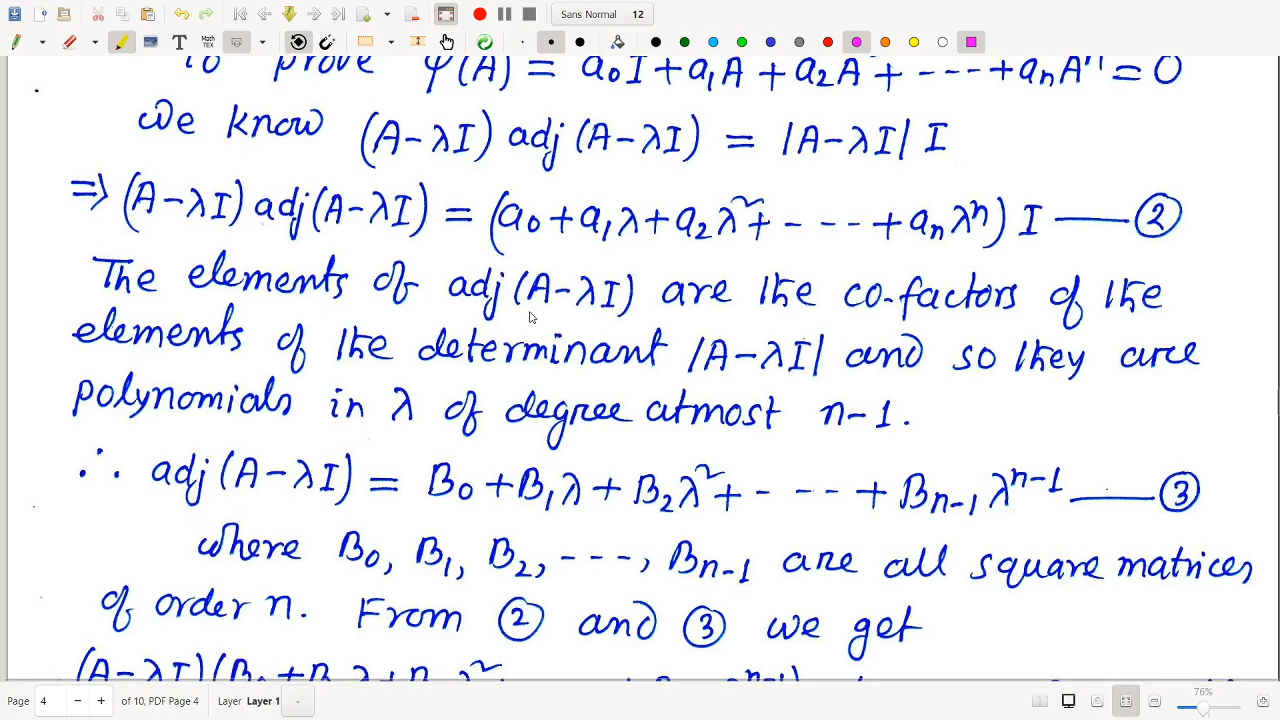 Sans Normal 12
To prove ψ(A) = a₀I + a₁A + a₂A² + ---- + aₙAⁿ = 0
We know (A-λI) adj (A-λI) = |A-λI| I
=> (A-λI) adj(A-λI) = (a₀ + a₁λ + a₂λ² + - --- + aₙλⁿ) I —— ②
The elements of adj(A-λI) are the co-factors of the
elements of the determinant |A-λI| and so they are
polynomials in λ of degree atmost n-1.
∴ adj(A-λI) = B₀ + B₁λ + B₂λ² + - --- + Bₙ₋₁ λⁿ⁻¹ —— ③
where B₀, B₁, B₂, ----, Bₙ₋₁ are all square matrices
of order n. From ② and ③ we get
Page 4 of 10, PDF Page 4 Layer Layer 1 76%